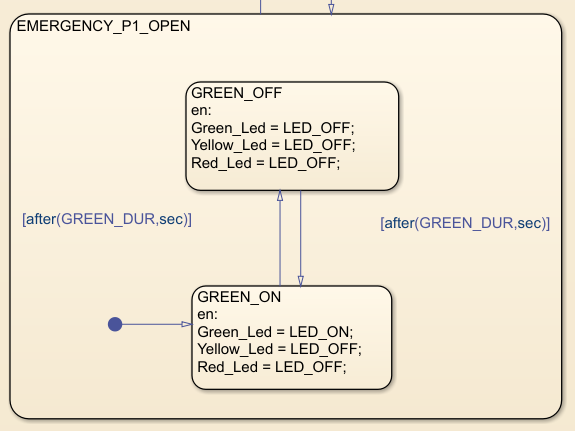 EMERGENCY_P1_OPEN
GREEN_OFF
en:
Green_Led = LED_OFF;
Yellow_Led = LED_OFF;
Red_Led = LED_OFF;
[after(GREEN_DUR,sec)]
[after(GREEN_DUR,sec)]
GREEN_ON
en:
Green_Led = LED_ON;
Yellow_Led = LED_OFF;
Red_Led = LED_OFF;